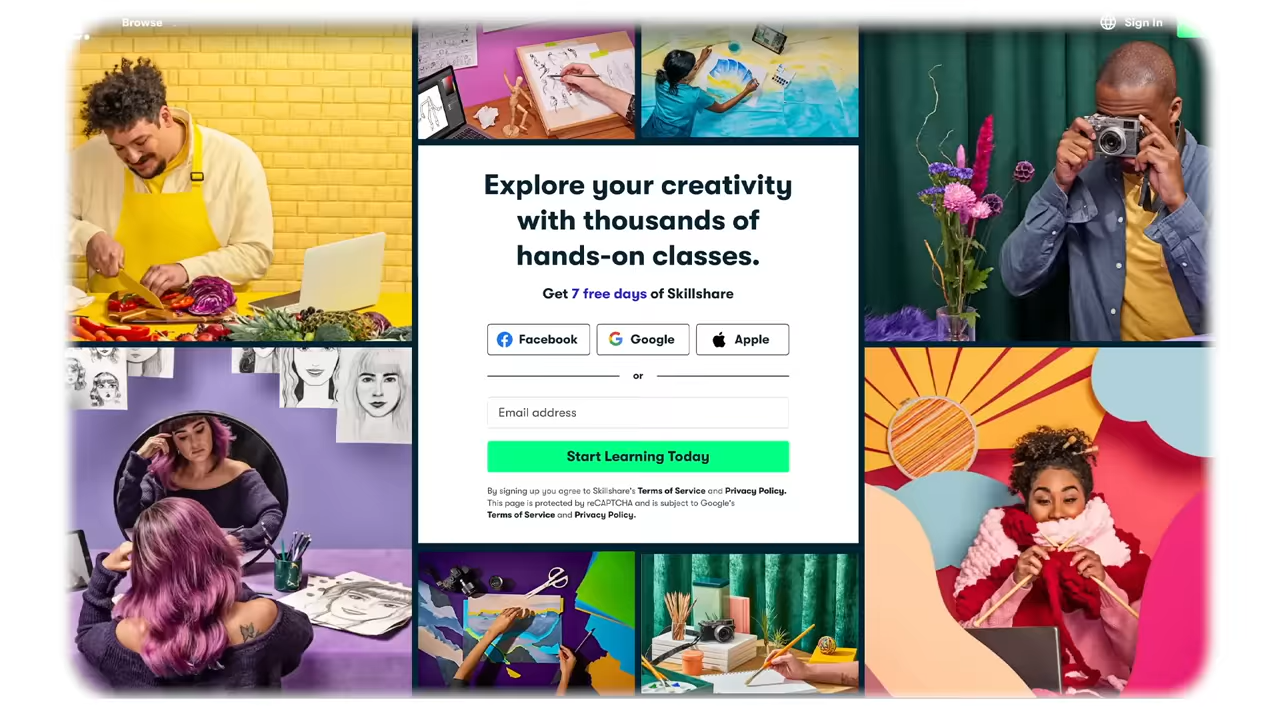 Browse
Sign In
Explore your creativity
with thousands of
hands-on classes.
Get 7 free days of Skillshare
Facebook
Google
Apple
or
Email address
Start Learning Today
By signing up you agree to Skillshare's Terms of Service and Privacy Policy.
This page is protected by reCAPTCHA and is subject to Google's
Terms of Service and Privacy Policy.